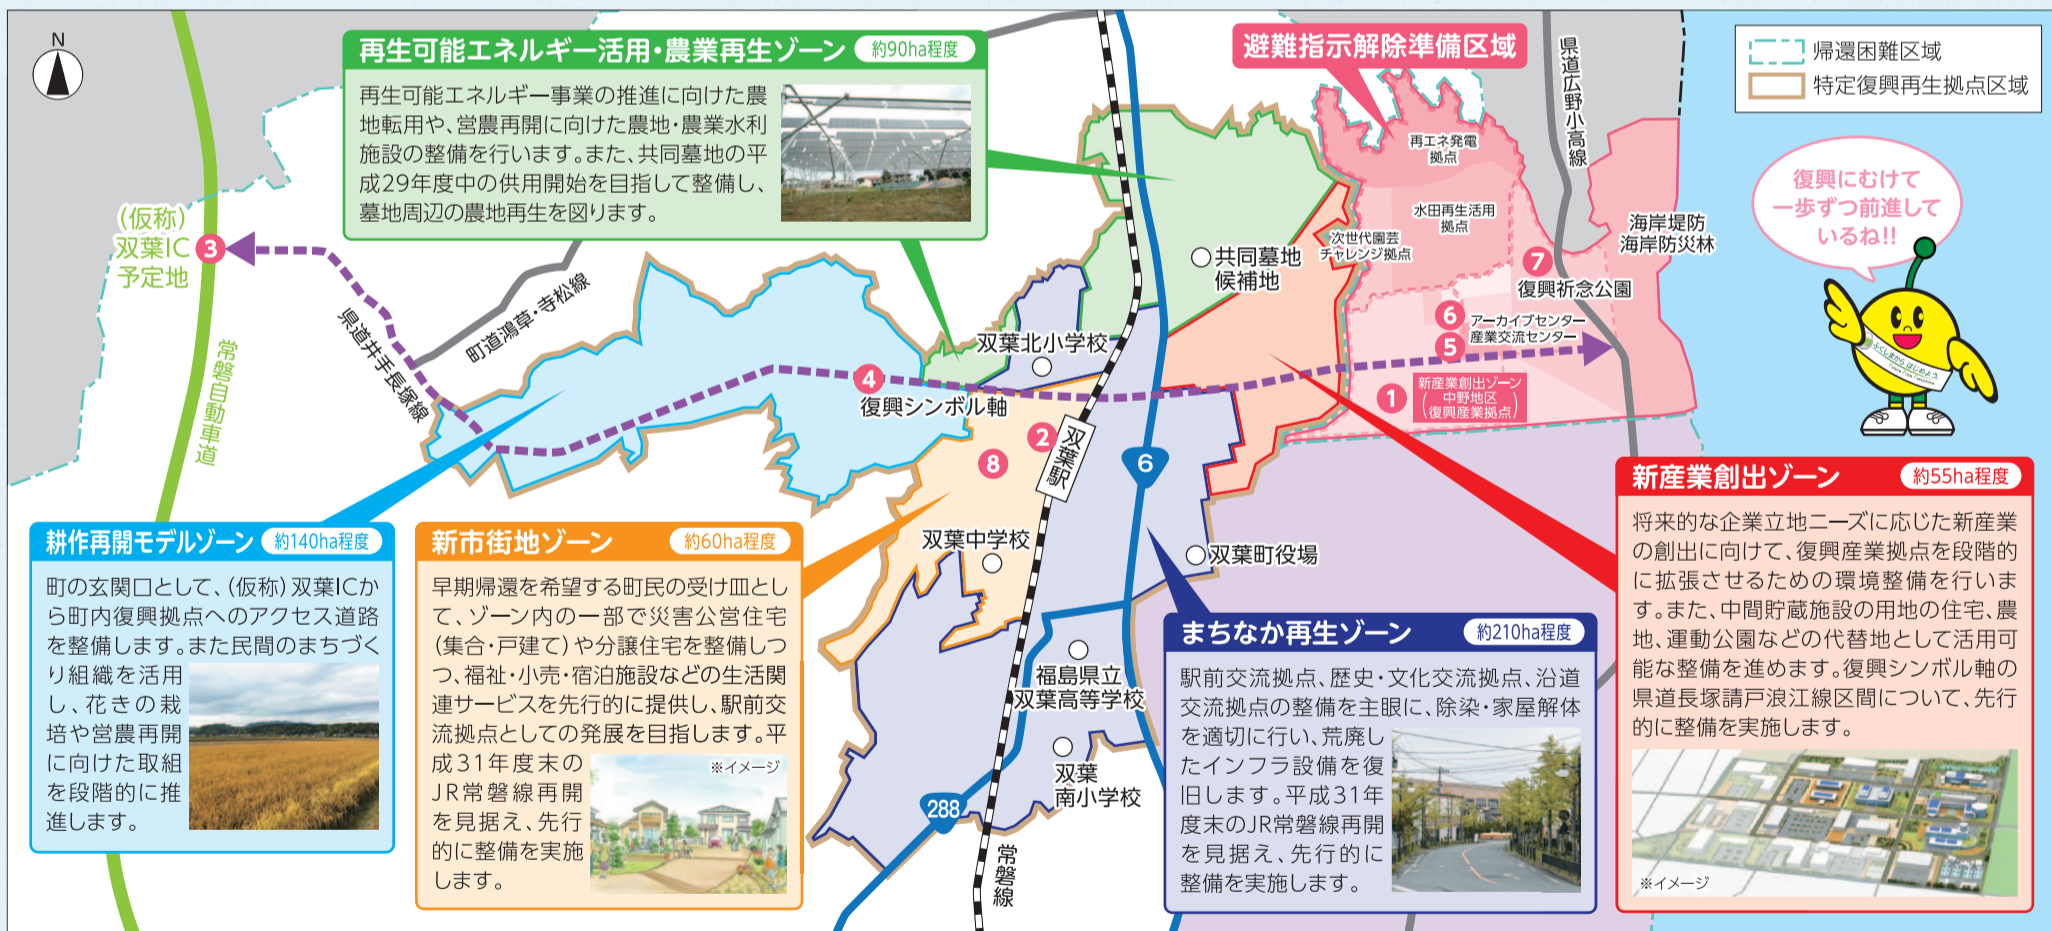 N
再生可能エネルギー活用・農業再生ゾーン 約90ha程度
再生可能エネルギー事業の推進に向けた農
地転用や、営農再開に向けた農地・農業水利
施設の整備を行います。また、共同墓地の平
成29年度中の供用開始を目指して整備し、
墓地周辺の農地再生を図ります。
避難指示解除準備区域
県道広野小高線
帰還困難区域
特定復興再生拠点区域
復興にむけて
一歩ずつ前進して
いるね!!
ふくしまから はじめよう。
(仮称)
双葉IC
予定地
3
常磐自動車道
県道井手長塚線
町道鴻草・寺松線
再エネ発電
拠点
水田再生活用
拠点
次世代園芸
チャレンジ拠点
海岸堤防
海岸防災林
共同墓地
候補地
7
復興祈念公園
6
アーカイブセンター
5
産業交流センター
1
新産業創出ゾーン
中野地区
(復興産業拠点)
双葉北小学校
4
復興シンボル軸
2
8
双葉駅
6
双葉中学校
双葉町役場
福島県立
双葉高等学校
双葉
南小学校
288
常磐線
耕作再開モデルゾーン 約140ha程度
町の玄関口として、(仮称)双葉ICか
ら町内復興拠点へのアクセス道路
を整備します。また民間のまちづく
り組織を活用
し、花きの栽
培や営農再開
に向けた取組
を段階的に推
進します。
新市街地ゾーン 約60ha程度
早期帰還を希望する町民の受け皿とし
て、ゾーン内の一部で災害公営住宅
(集合・戸建て)や分譲住宅を整備しつ
つ、福祉・小売・宿泊施設などの生活関
連サービスを先行的に提供し、駅前交
流拠点としての発展を目指します。平
成31年度末の
JR常磐線再開
を見据え、先行
的に整備を実施
します。
※イメージ
まちなか再生ゾーン 約210ha程度
駅前交流拠点、歴史・文化交流拠点、沿道
交流拠点の整備を主眼に、除染・家屋解体
を適切に行い、荒廃し
たインフラ設備を復
旧します。平成31年
度末のJR常磐線再開
を見据え、先行的に
整備を実施します。
新産業創出ゾーン 約55ha程度
将来的な企業立地ニーズに応じた新産業
の創出に向けて、復興産業拠点を段階的
に拡張させるための環境整備を行いま
す。また、中間貯蔵施設の用地の住宅、農
地、運動公園などの代替地として活用可
能な整備を進めます。復興シンボル軸の
県道長塚請戸浪江線区間について、先行
的に整備を実施します。
※イメージ